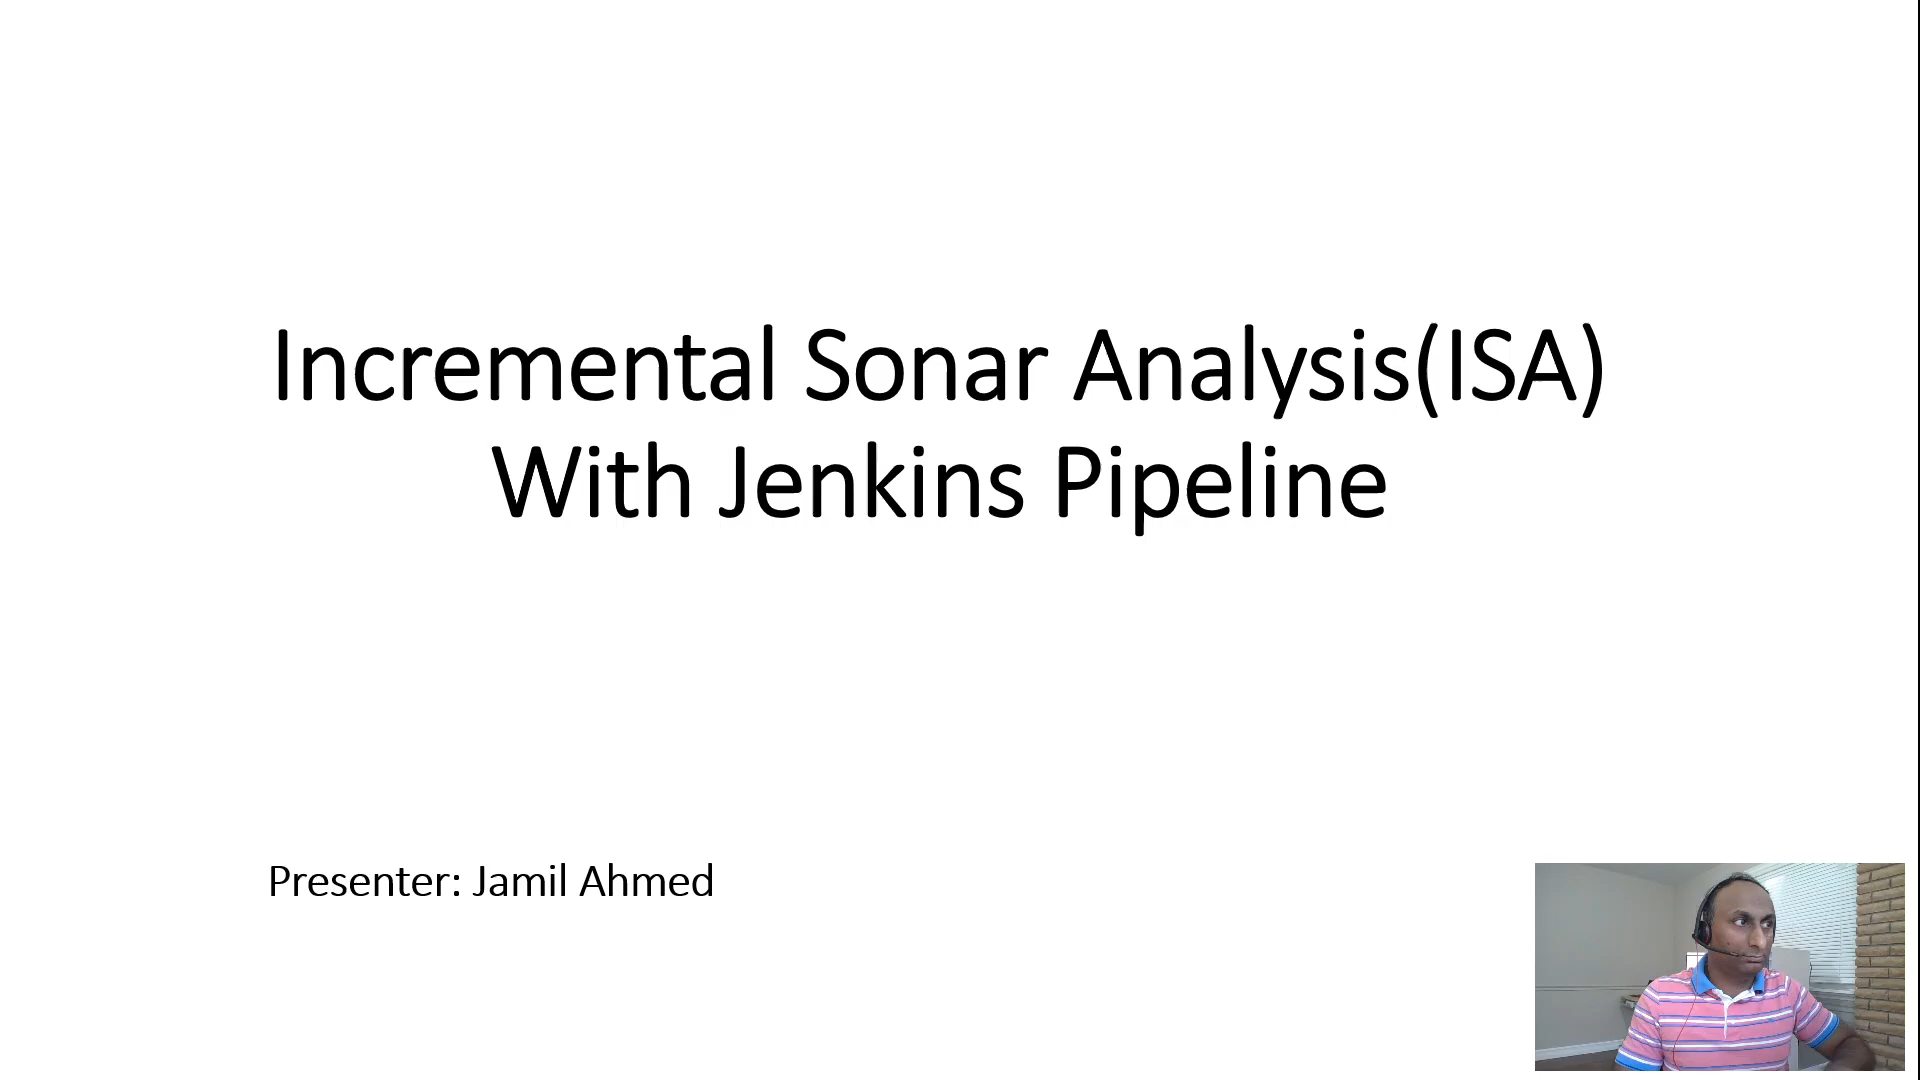 Incremental Sonar Analysis(ISA)
With Jenkins Pipeline
Presenter: Jamil Ahmed